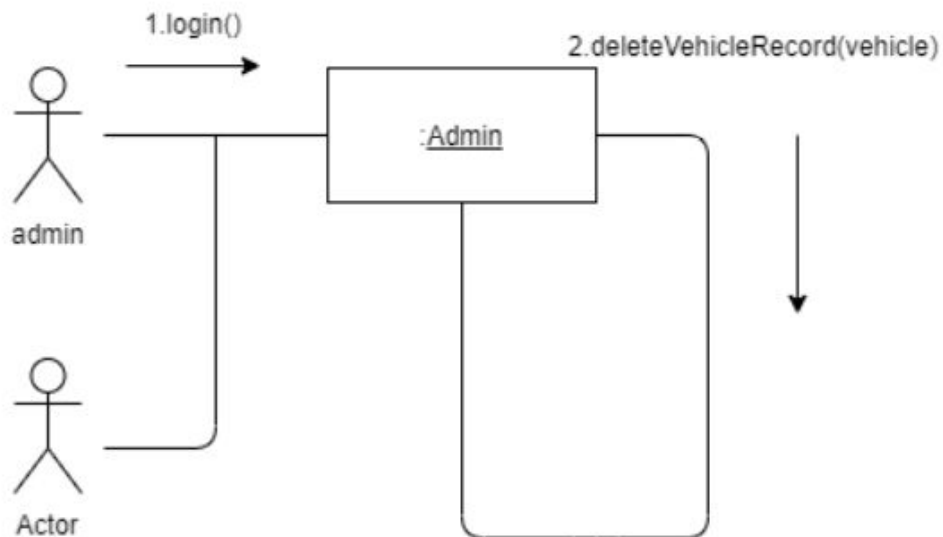 1.login()
2.deleteVehicleRecord(vehicle)
:Admin
admin
Actor